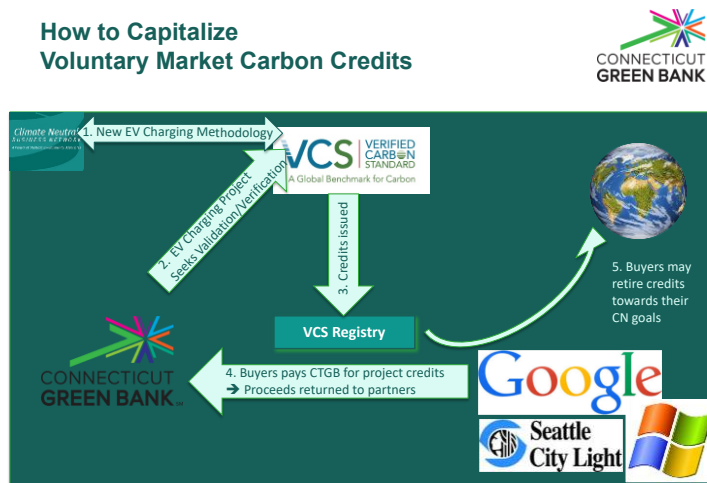 How to Capitalize
Voluntary Market Carbon Credits
CONNECTICUT
GREEN BANK
Climate Neutral
BUSINESS NETWORK
1. New EV Charging Methodology
VCS
VERIFIED
CARBON
STANDARD
A Global Benchmark for Carbon
2. EV Charging Project
Seeks Validation/Verification
3. Credits issued
5. Buyers may
retire credits
towards their
CN goals
VCS Registry
CONNECTICUT
GREEN BANK
4. Buyers pays CTGB for project credits
➔ Proceeds returned to partners
Google
Seattle
City Light